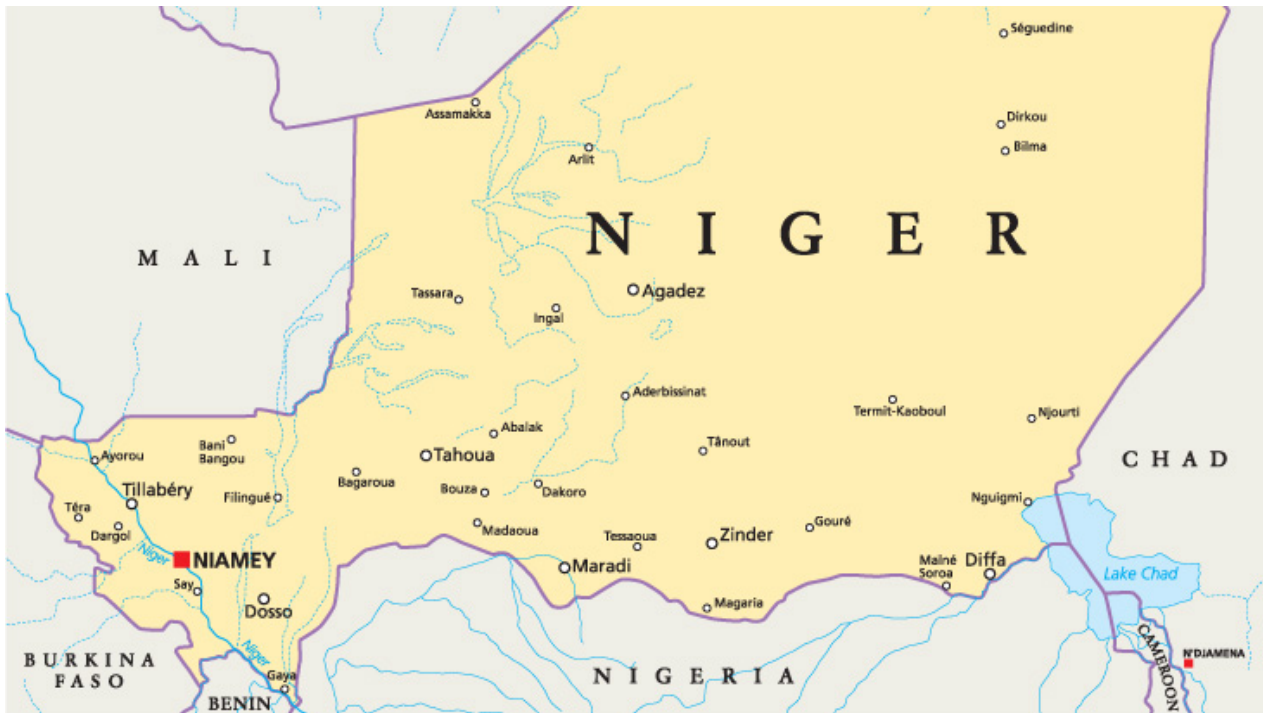 Séguedine
Assamakka
Dirkou
Arlit
Bilma
NIGER
MALI
Tassara
Agadez
Ingal
Aderbissinat
Termit-Kaoboul
Njourti
Abalak
Bani
Bangou
Tânout
Ayorou
Tahoua
CHAD
Bagaroua
Tillabéry
Filingué
Bouza
Dakoro
Nguigmi
Téra
Dargol
Madaoua
Tessaoua
Zinder
Gouré
Niger
NIAMEY
Maradi
Maîné
Soroa
Diffa
Lake Chad
Say
Dosso
Magaria
Niger
BURKINA
FASO
Gaya
NIGERIA
CAMEROON
N'DJAMENA
BENIN